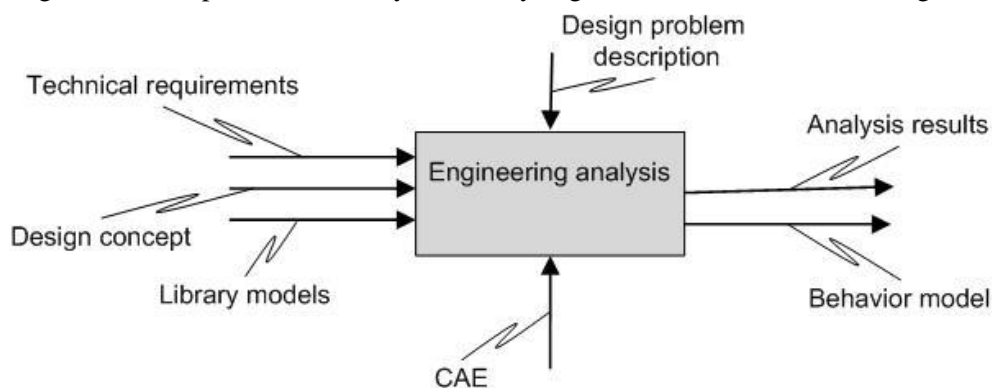 Design problem
description
Technical requirements
Analysis results
Engineering analysis
Design concept
Library models
Behavior model
CAE